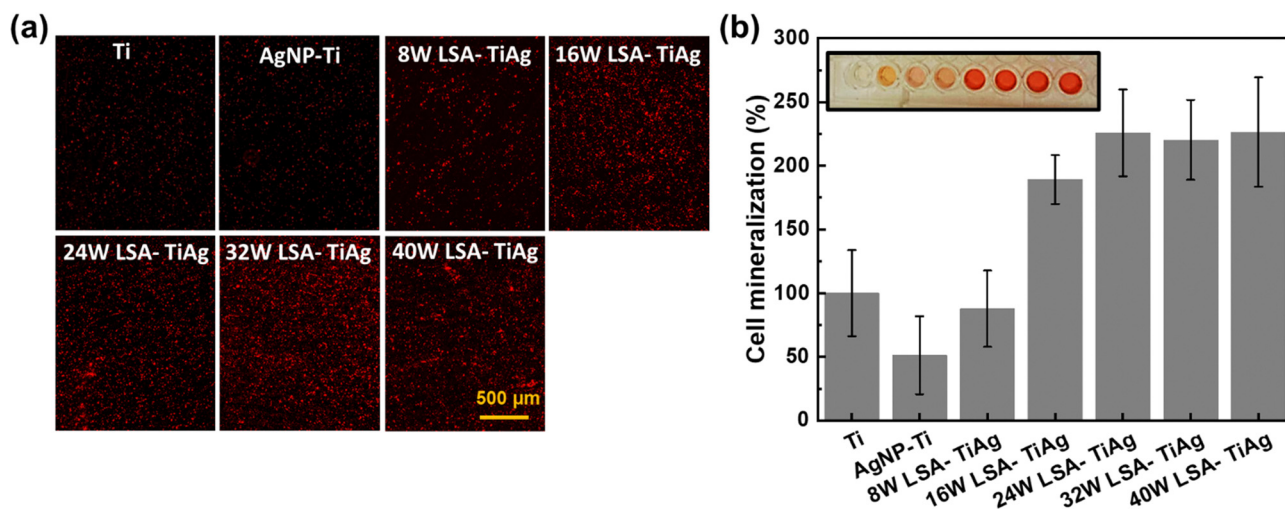 (a)
Ti
AgNP-Ti
8W LSA- TiAg
16W LSA- TiAg
24W LSA- TiAg
32W LSA- TiAg
40W LSA- TiAg
500 µm
(b)
Cell mineralization (%)
300
250
200
150
100
50
0
Ti
AgNP-Ti
8W LSA- TiAg
16W LSA- TiAg
24W LSA- TiAg
32W LSA- TiAg
40W LSA- TiAg